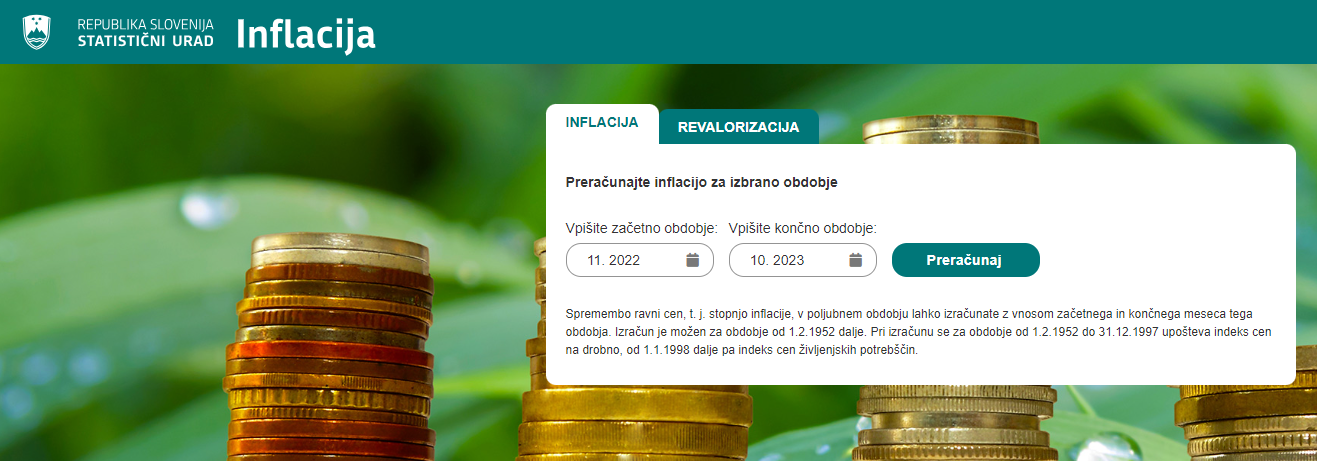 REPUBLIKA SLOVENIJA
STATISTIČNI URAD
Inflacija
INFLACIJA
REVALORIZACIJA
Preračunajte inflacijo za izbrano obdobje
Vpišite začetno obdobje:
Vpišite končno obdobje:
11. 2022
10. 2023
Preračunaj
Spremembo ravni cen, t. j. stopnjo inflacije, v poljubnem obdobju lahko izračunate z vnosom začetnega in končnega meseca tega
obdobja. Izračun je možen za obdobje od 1.2.1952 dalje. Pri izračunu se za obdobje od 1.2.1952 do 31.12.1997 upošteva indeks cen
na drobno, od 1.1.1998 dalje pa indeks cen življenjskih potrebščin.